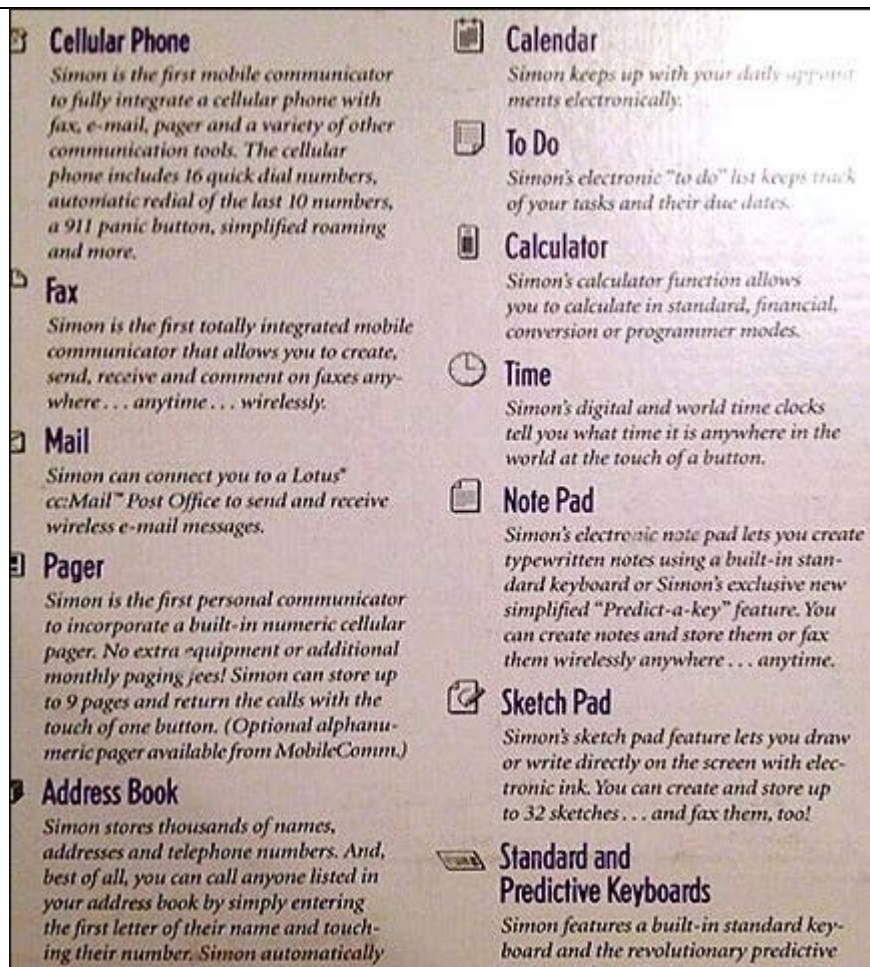 Cellular Phone
Simon is the first mobile communicator
to fully integrate a cellular phone with
fax, e-mail, pager and a variety of other
communication tools. The cellular
phone includes 16 quick dial numbers,
automatic redial of the last 10 numbers,
a 911 panic button, simplified roaming
and more.
Fax
Simon is the first totally integrated mobile
communicator that allows you to create,
send, receive and comment on faxes any-
where . . . anytime . . . wirelessly.
Mail
Simon can connect you to a Lotus®
cc:Mail™ Post Office to send and receive
wireless e-mail messages.
Pager
Simon is the first personal communicator
to incorporate a built-in numeric cellular
pager. No extra equipment or additional
monthly paging fees! Simon can store up
to 9 pages and return the calls with the
touch of one button. (Optional alphanu-
meric pager available from MobileComm.)
Address Book
Simon stores thousands of names,
addresses and telephone numbers. And,
best of all, you can call anyone listed in
your address book by simply entering
the first letter of their name and touch-
ing their number. Simon automatically
Calendar
Simon keeps up with your daily appoint
ments electronically.
To Do
Simon's electronic "to do" list keeps track
of your tasks and their due dates.
Calculator
Simon's calculator function allows
you to calculate in standard, financial,
conversion or programmer modes.
Time
Simon's digital and world time clocks
tell you what time it is anywhere in the
world at the touch of a button.
Note Pad
Simon's electronic note pad lets you create
typewritten notes using a built-in stan-
dard keyboard or Simon's exclusive new
simplified "Predict-a-key" feature. You
can create notes and store them or fax
them wirelessly anywhere . . . anytime.
Sketch Pad
Simon's sketch pad feature lets you draw
or write directly on the screen with elec-
tronic ink. You can create and store up
to 32 sketches . . . and fax them, too!
Standard and
Predictive Keyboards
Simon features a built-in standard key-
board and the revolutionary predictive